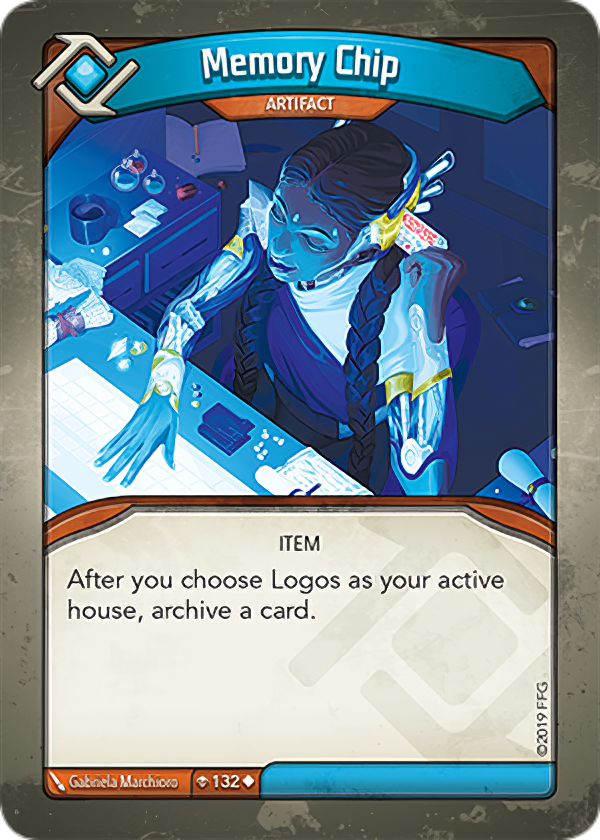 Memory Chip
ARTIFACT
ITEM
After you choose Logos as your active
house, archive a card.
©2019 FFG
Gabriela Marchioro
132